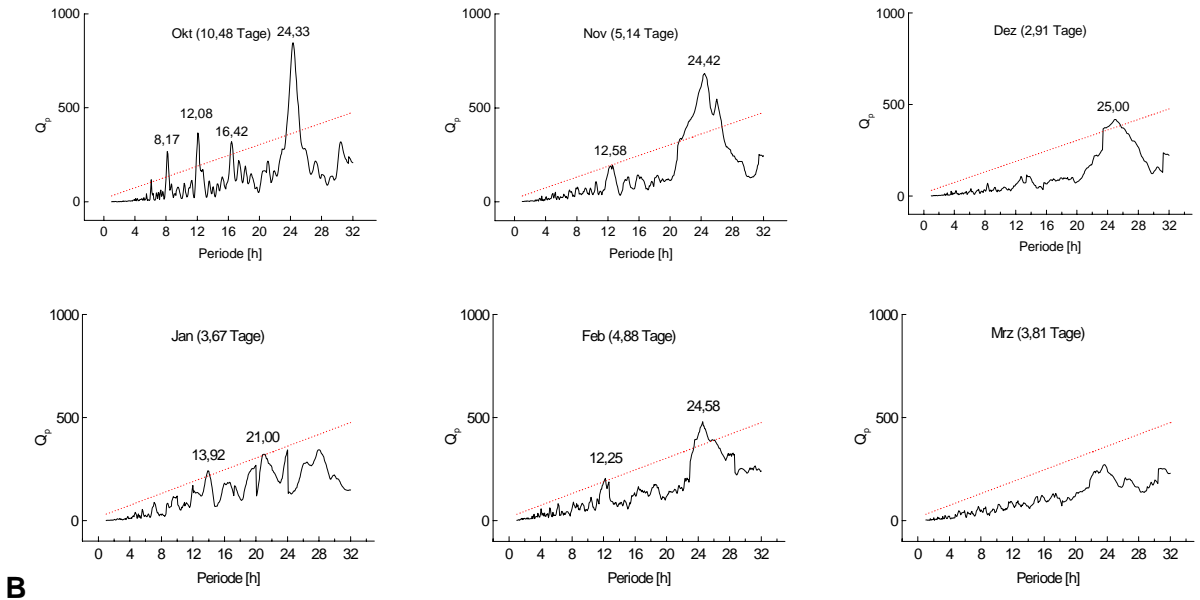 1000
500
0
Q_p
Okt (10,48 Tage)
24,33
12,08
8,17
16,42
0 4 8 12 16 20 24 28 32
Periode [h]
1000
500
0
Q_p
Nov (5,14 Tage)
24,42
12,58
0 4 8 12 16 20 24 28 32
Periode [h]
1000
500
0
Q_p
Dez (2,91 Tage)
25,00
0 4 8 12 16 20 24 28 32
Periode [h]
1000
500
0
Q_p
Jan (3,67 Tage)
21,00
13,92
0 4 8 12 16 20 24 28 32
Periode [h]
1000
500
0
Q_p
Feb (4,88 Tage)
24,58
12,25
0 4 8 12 16 20 24 28 32
Periode [h]
1000
500
0
Q_p
Mrz (3,81 Tage)
0 4 8 12 16 20 24 28 32
Periode [h]
B